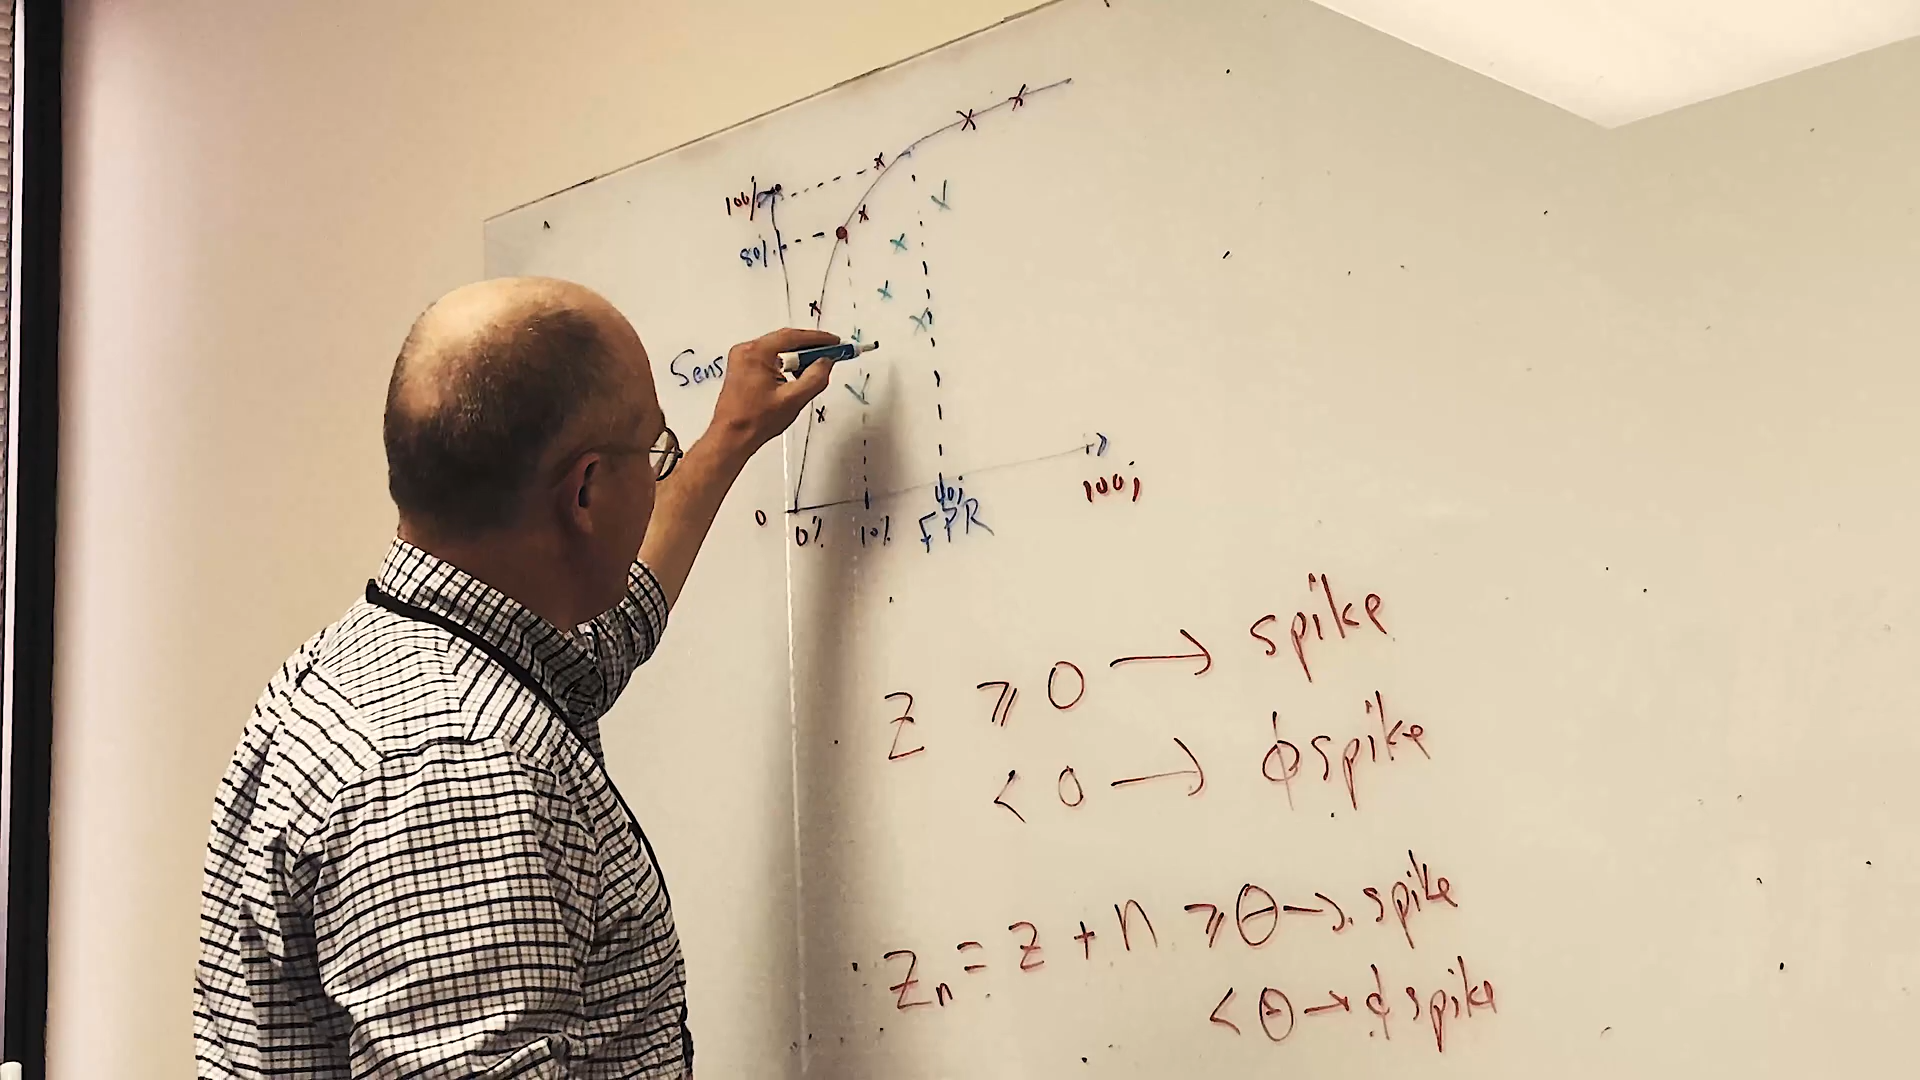 100%
80%
Sens
0
0%
10%
40%
FPR
100%
Z ⩾ 0 → spike
< 0 → ϕ spike
Zn = Z + n ⩾ θ → spike
< θ → ϕ spike